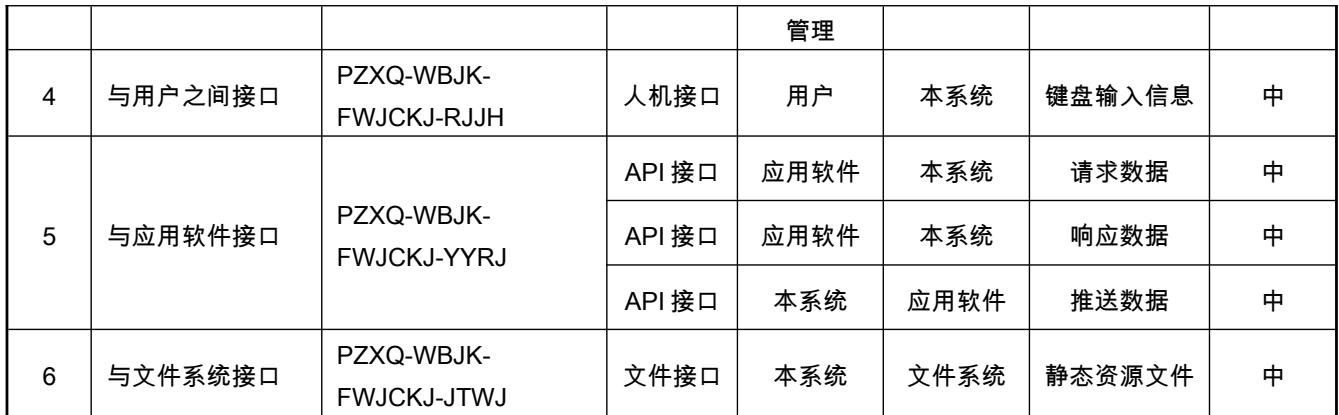 管理
4 与用户之间接口 PZXQ-WBJK-FWJCKJ-RJJH 人机接口 用户 本系统 键盘输入信息 中
5 与应用软件接口 PZXQ-WBJK-FWJCKJ-YYRJ API 接口 应用软件 本系统 请求数据 中
API 接口 应用软件 本系统 响应数据 中
API 接口 本系统 应用软件 推送数据 中
6 与文件系统接口 PZXQ-WBJK-FWJCKJ-JTWJ 文件接口 本系统 文件系统 静态资源文件 中